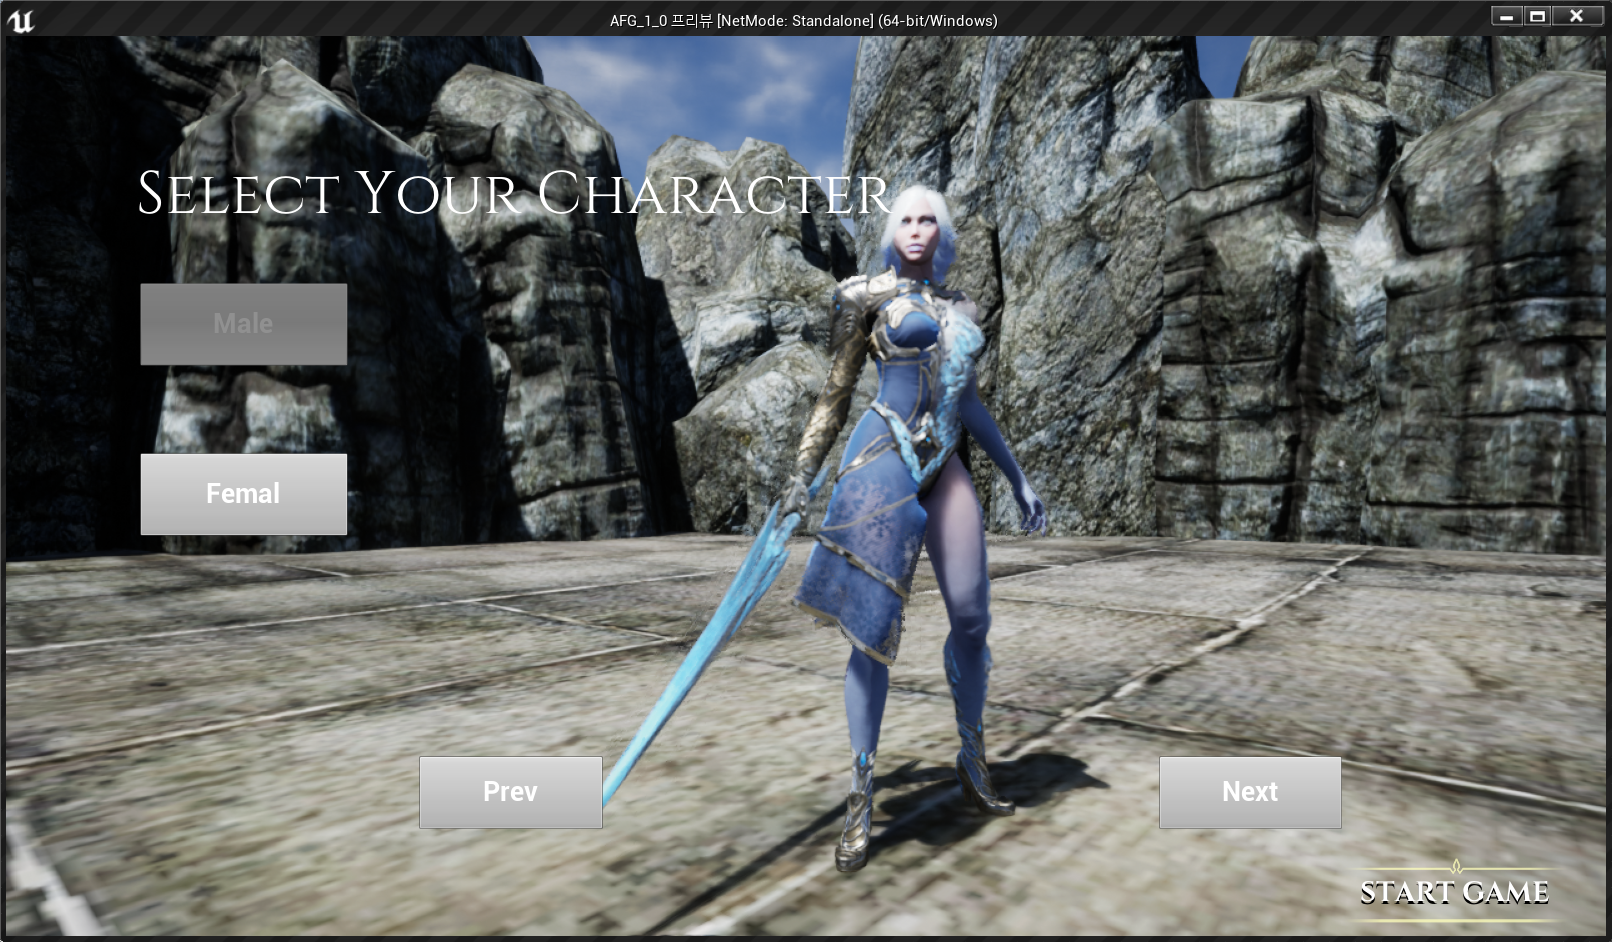 AFG_1_0 프리뷰 [NetMode: Standalone] (64-bit/Windows)
Select Your Character
Male
Femal
Prev
Next
START GAME